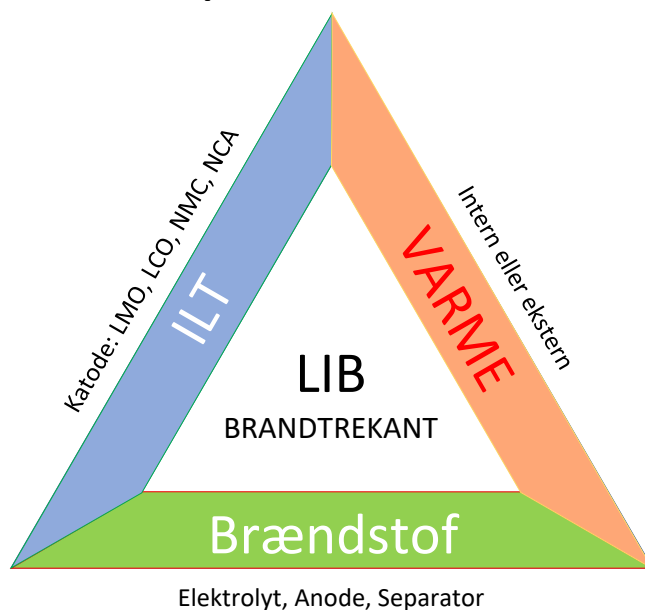 Katode: LMO, LCO, NMC, NCA
ILT
VARME
Intern eller ekstern
LIB
BRANDTREKANT
Brændstof
Elektrolyt, Anode, Separator